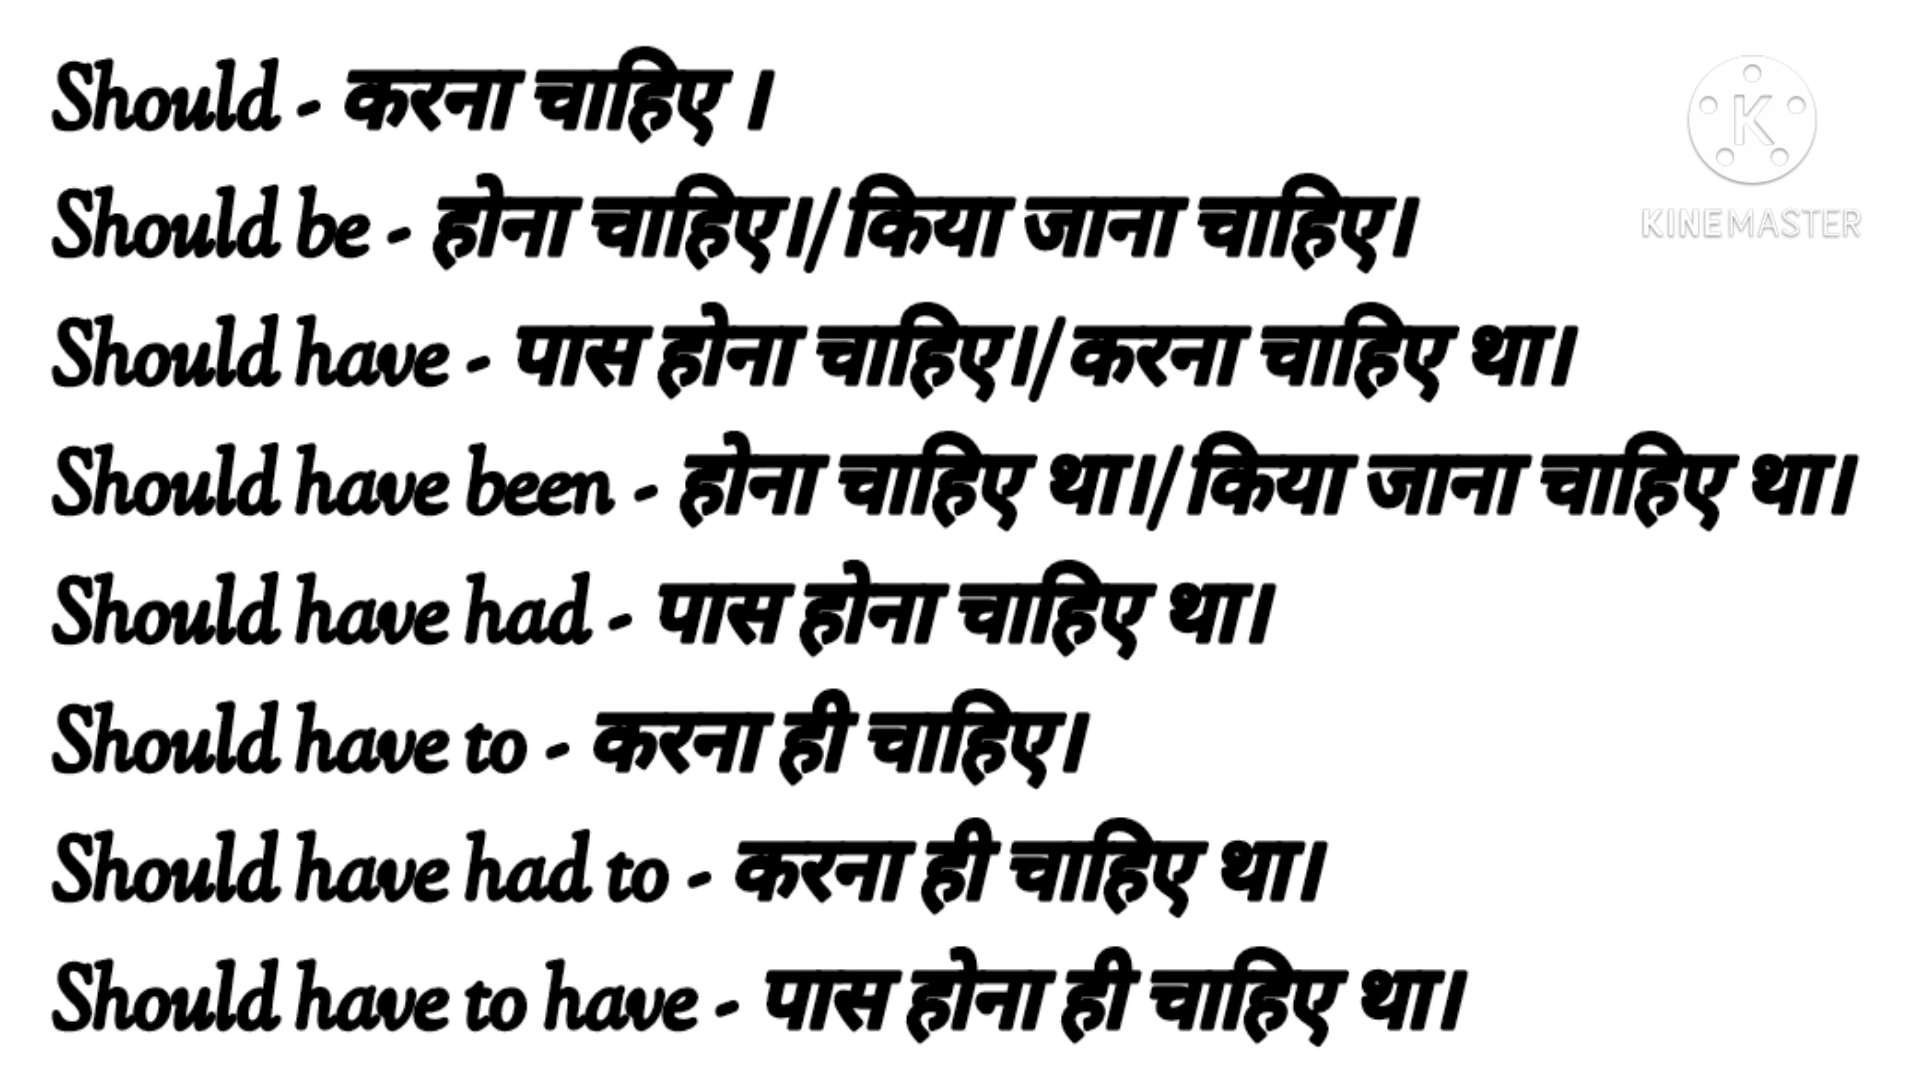 Should - करना चाहिए ।
Should be - होना चाहिए।/किया जाना चाहिए।
Should have - पास होना चाहिए।/करना चाहिए था।
Should have been - होना चाहिए था।/किया जाना चाहिए था।
Should have had - पास होना चाहिए था।
Should have to - करना ही चाहिए।
Should have had to - करना ही चाहिए था।
Should have to have - पास होना ही चाहिए था।
K
KINEMASTER